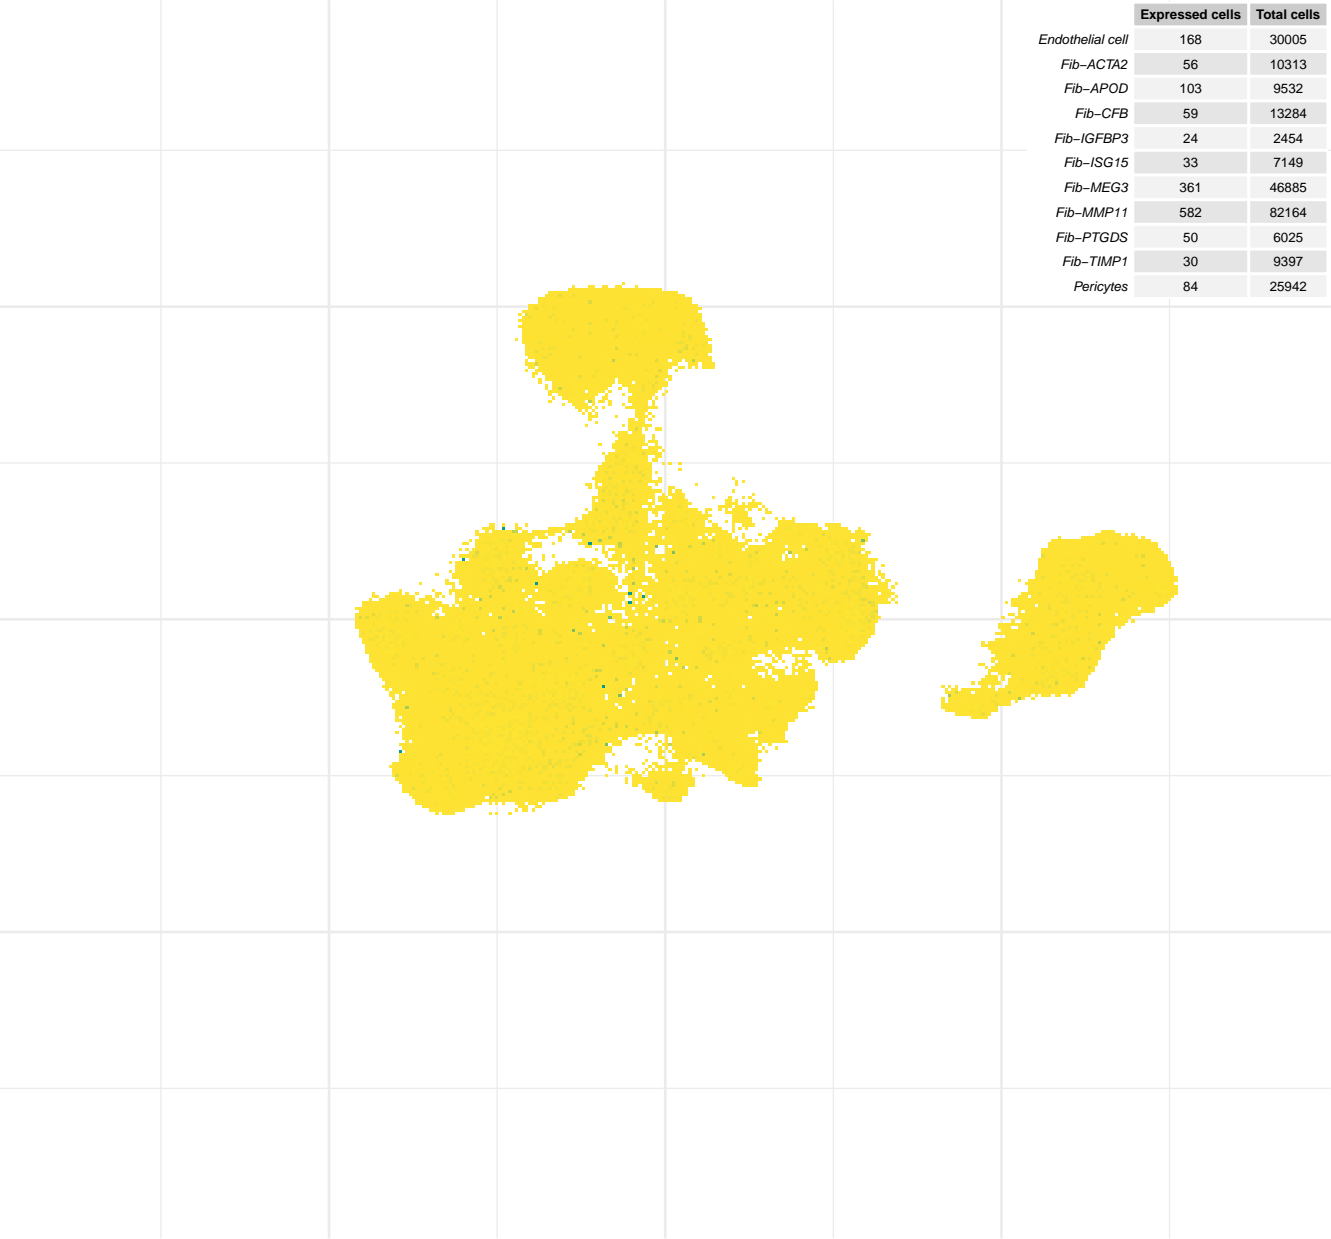 Expressed cells Total cells
Endothelial cell 168 30005
Fib−ACTA2 56 10313
Fib−APOD 103 9532
Fib−CFB 59 13284
Fib−IGFBP3 24 2454
Fib−ISG15 33 7149
Fib−MEG3 361 46885
Fib−MMP11 582 82164
Fib−PTGDS 50 6025
Fib−TIMP1 30 9397
Pericytes 84 25942